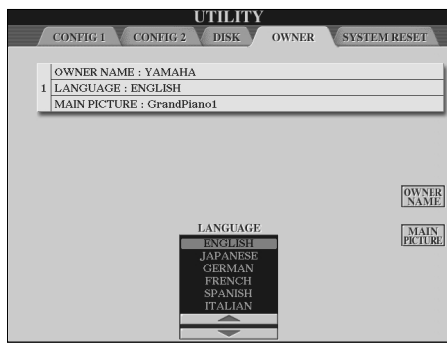 UTILITY
CONFIG 1 CONFIG 2 DISK OWNER SYSTEM RESET
OWNER NAME : YAMAHA
1 LANGUAGE : ENGLISH
MAIN PICTURE : GrandPiano1
OWNER
NAME
LANGUAGE
MAIN
PICTURE
ENGLISH
JAPANESE
GERMAN
FRENCH
SPANISH
ITALIAN